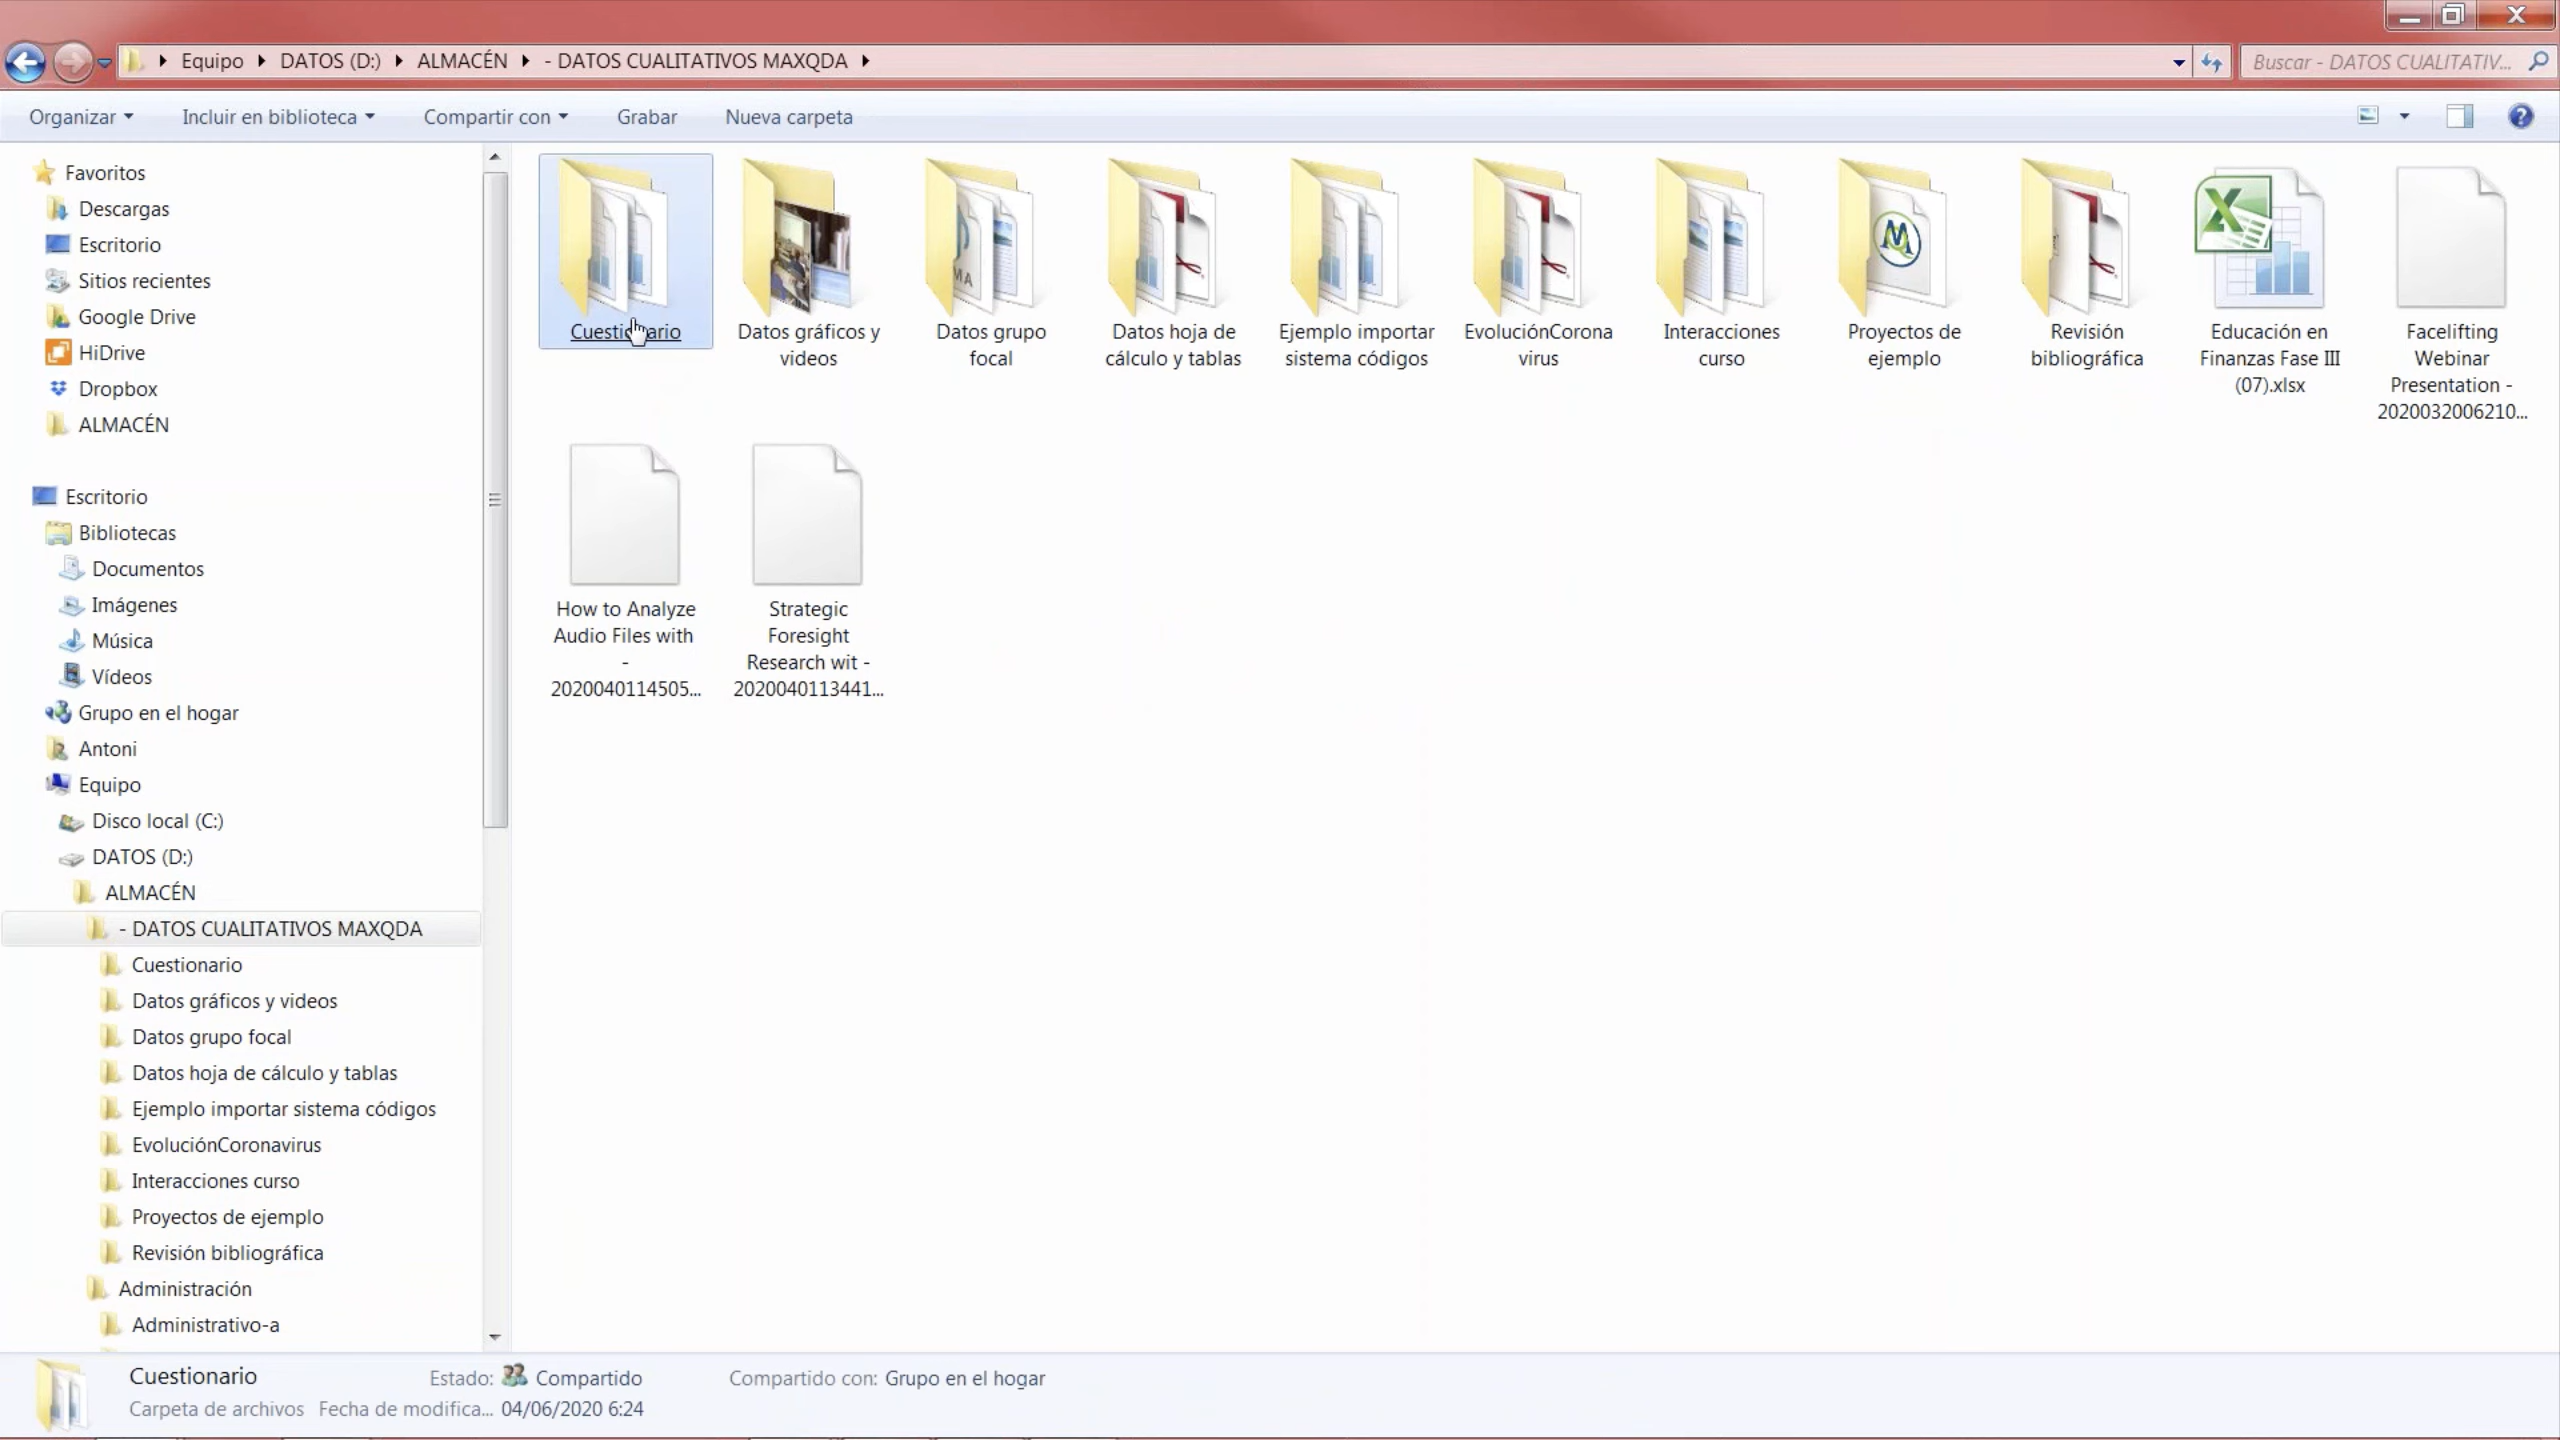 Equipo
DATOS (D:)
ALMACÉN
- DATOS CUALITATIVOS MAXQDA
Buscar - DATOS CUALITATIV...
Organizar
Incluir en biblioteca
Compartir con
Grabar
Nueva carpeta
Favoritos
Descargas
Escritorio
Sitios recientes
Google Drive
HiDrive
Dropbox
ALMACÉN
Escritorio
Bibliotecas
Documentos
Imágenes
Música
Vídeos
Grupo en el hogar
Antoni
Equipo
Disco local (C:)
DATOS (D:)
ALMACÉN
- DATOS CUALITATIVOS MAXQDA
Cuestionario
Datos gráficos y videos
Datos grupo focal
Datos hoja de cálculo y tablas
Ejemplo importar sistema códigos
EvoluciónCoronavirus
Interacciones curso
Proyectos de ejemplo
Revisión bibliográfica
Administración
Administrativo-a
Cuestionario
Datos gráficos y
videos
Datos grupo
focal
Datos hoja de
cálculo y tablas
Ejemplo importar
sistema códigos
EvoluciónCorona
virus
Interacciones
curso
Proyectos de
ejemplo
Revisión
bibliográfica
Educación en
Finanzas Fase III
(07).xlsx
Facelifting
Webinar
Presentation -
2020032006210...
How to Analyze
Audio Files with
-
2020040114505...
Strategic
Foresight
Research wit -
2020040113441...
Cuestionario
Estado: Compartido
Compartido con: Grupo en el hogar
Carpeta de archivos
Fecha de modifica... 04/06/2020 6:24